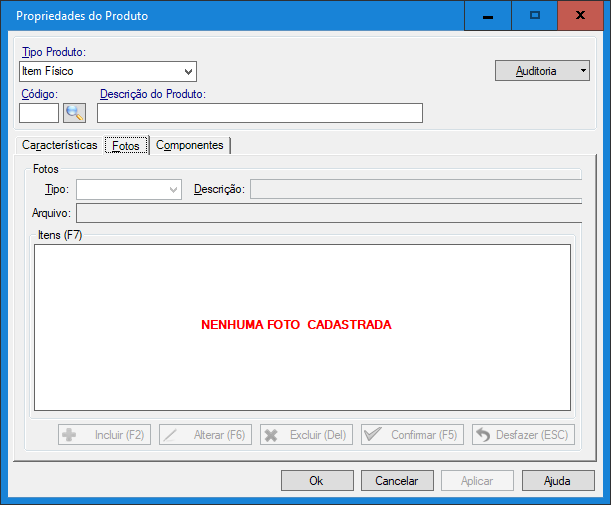 Propriedades do Produto
Tipo Produto:
Item Físico
Auditoria
Código:
Descrição do Produto:
Características
Fotos
Componentes
Fotos
Tipo:
Descrição:
Arquivo:
Itens (F7)
NENHUMA FOTO CADASTRADA
Incluir (F2)
Alterar (F6)
Excluir (Del)
Confirmar (F5)
Desfazer (ESC)
Ok
Cancelar
Aplicar
Ajuda